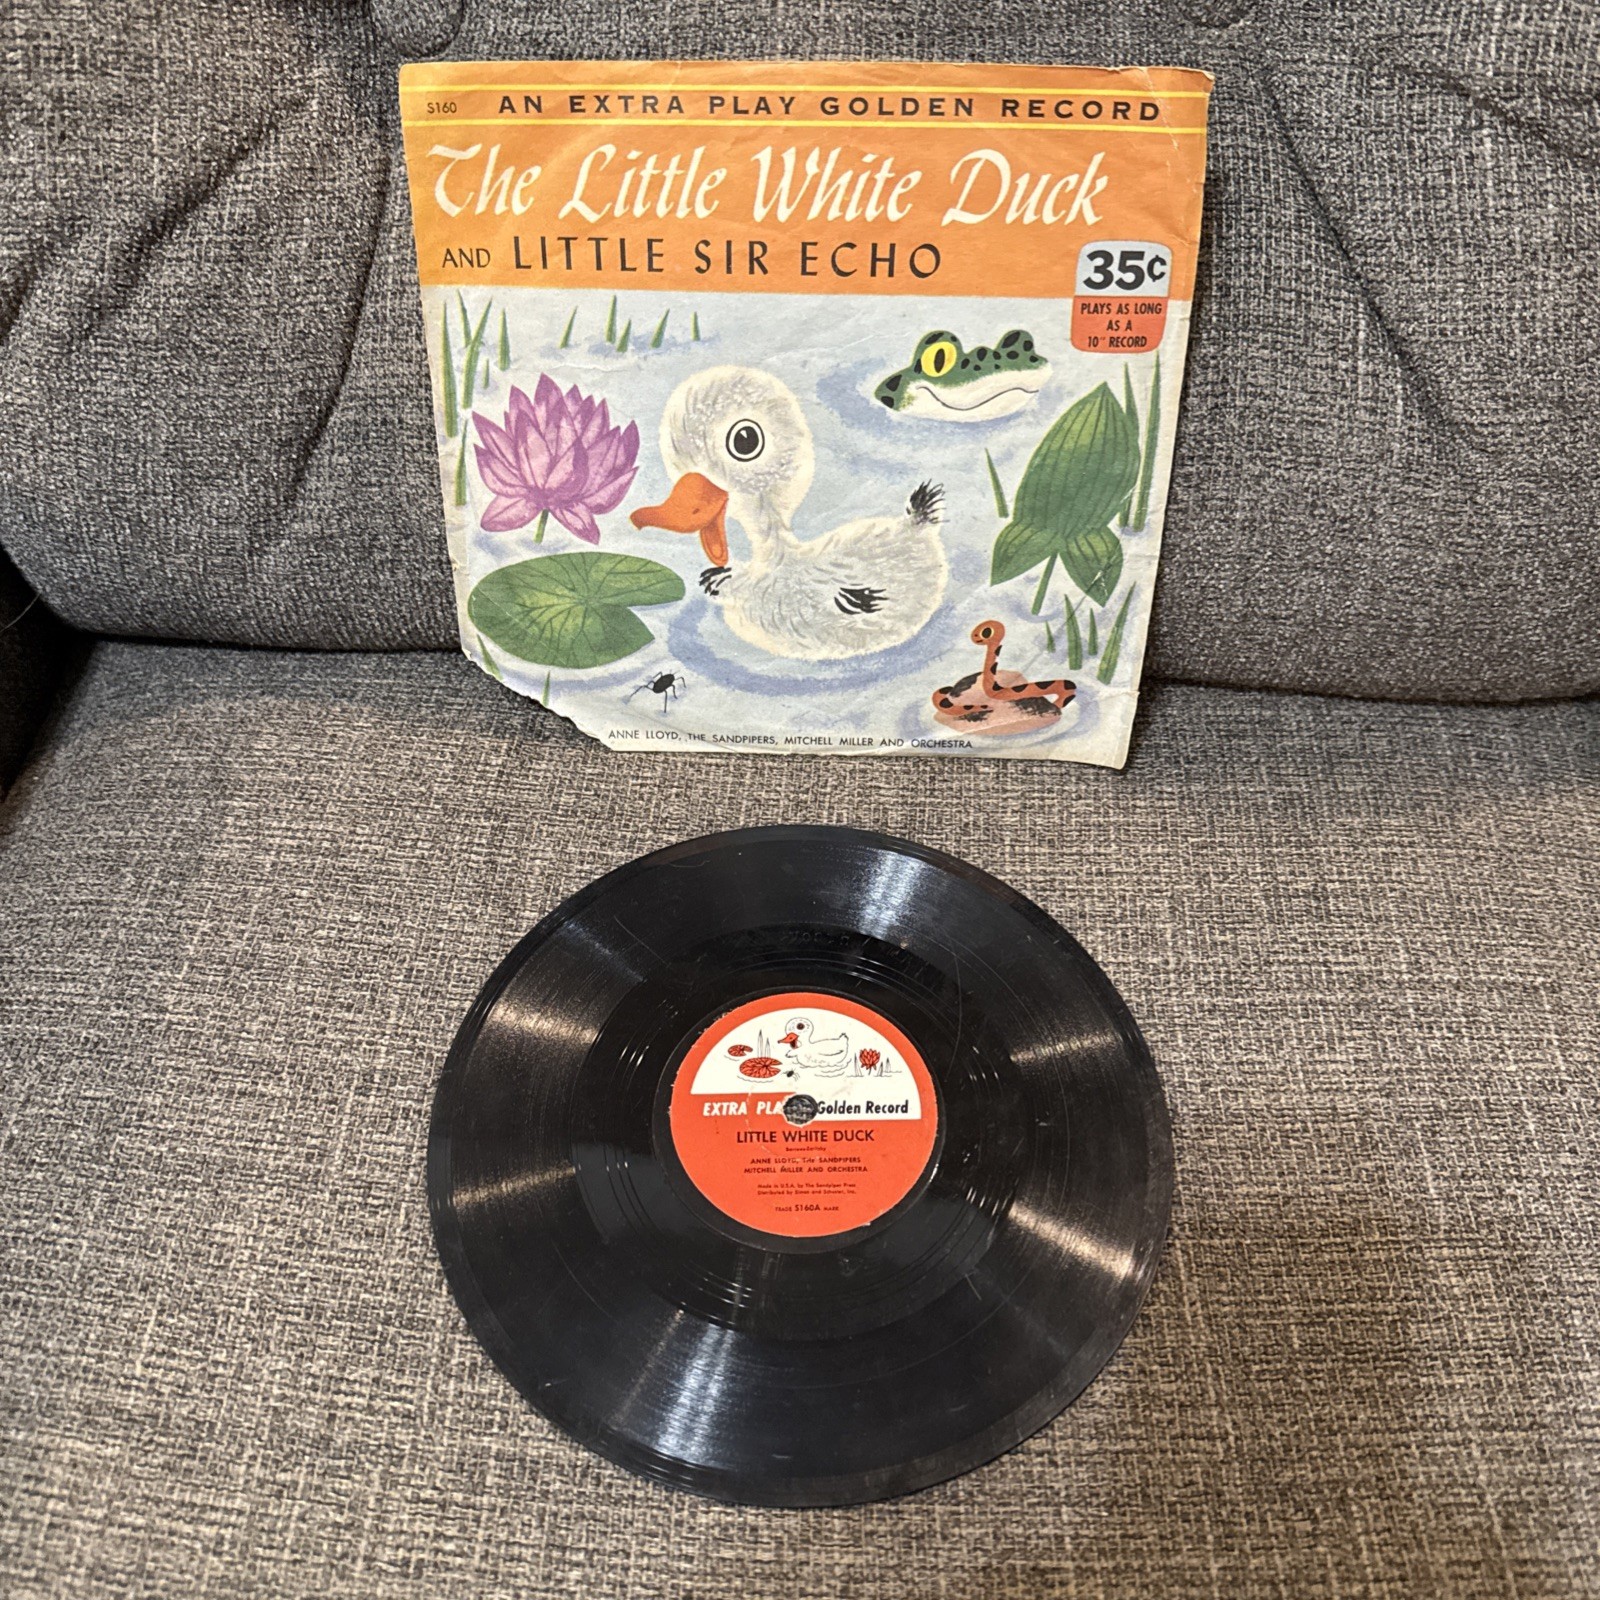 S160 AN EXTRA PLAY GOLDEN RECORD
The Little White Duck
AND LITTLE SIR ECHO
35¢
PLAYS AS LONG
AS A
10" RECORD
ANNE LLOYD, THE SANDPIPERS, MITCHELL MILLER AND ORCHESTRA
EXTRA PLA Golden Record
LITTLE WHITE DUCK
ANNE LLOYD, THE SANDPIPERS
MITCHELL MILLER AND ORCHESTRA
Made in U.S.A. by The Sandpiper Press
Distributed by Simon and Schuster, Inc.
TRADE S160A MARK